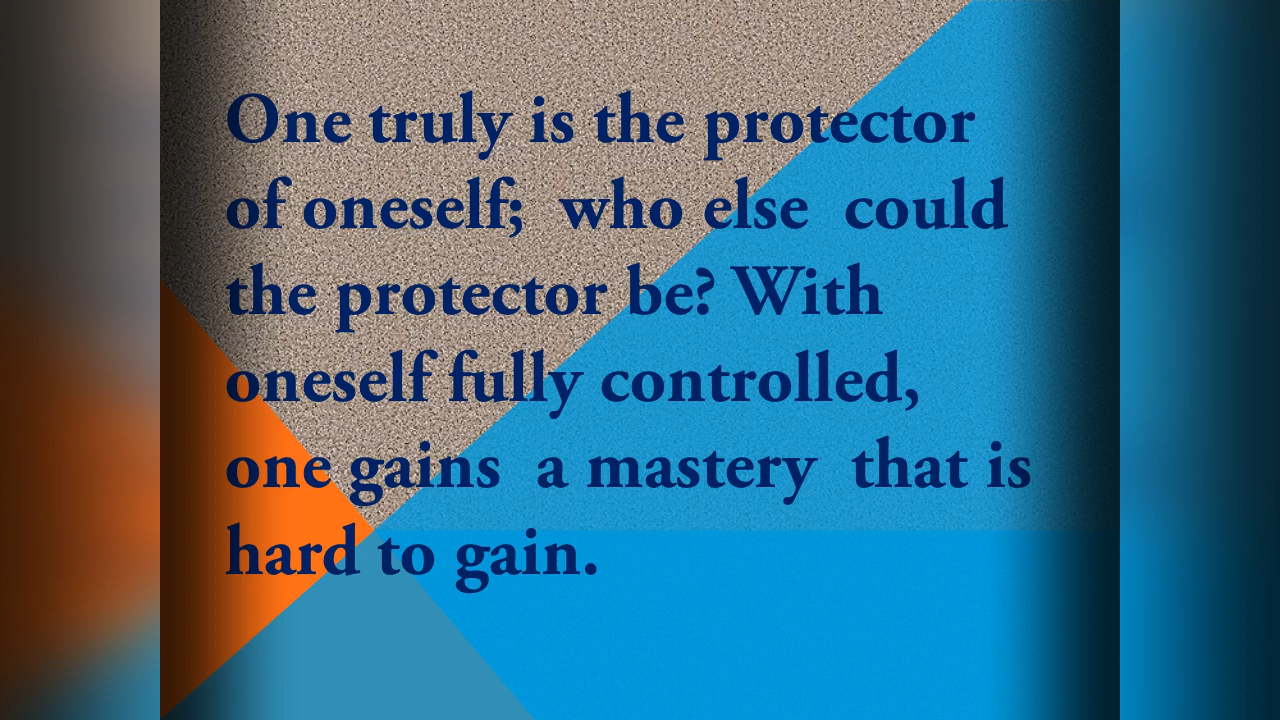 One truly is the protector
of oneself;  who else  could
the protector be? With
oneself fully controlled,
one gains  a mastery  that is
hard to gain.